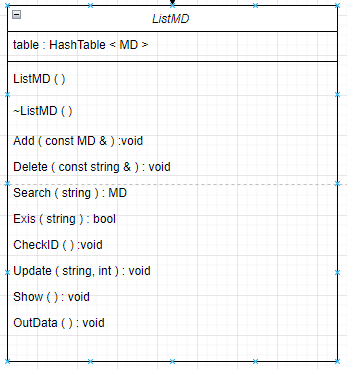 ListMD
table : HashTable < MD >
ListMD ( )
~ListMD ( )
Add ( const MD & ) :void
Delete ( const string & ) : void
Search ( string ) : MD
Exis ( string ) : bool
CheckID ( ) :void
Update ( string, int ) : void
Show ( ) : void
OutData ( ) : void